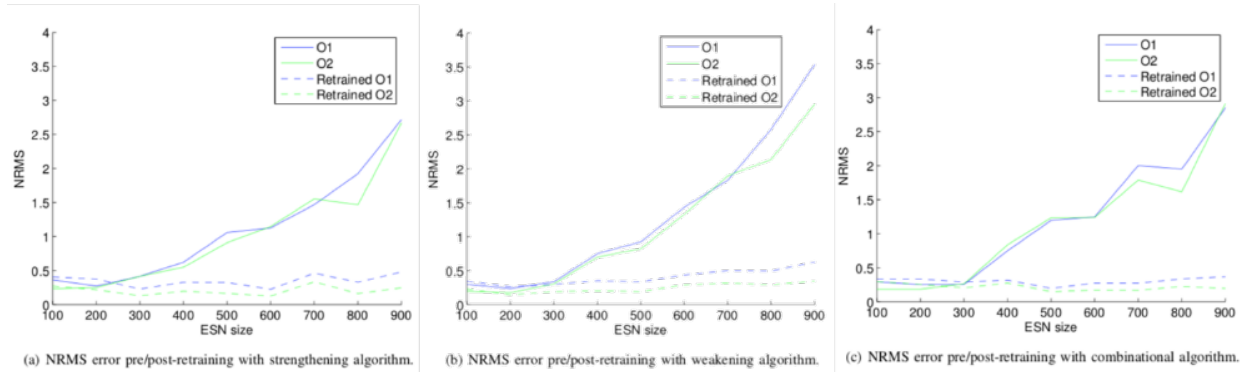 4
3.5
3
2.5
2
1.5
1
0.5
0
NRMS
O1
O2
Retrained O1
Retrained O2
100 200 300 400 500 600 700 800 900
ESN size
(a) NRMS error pre/post-retraining with strengthening algorithm.
4
3.5
3
2.5
2
1.5
1
0.5
0
NRMS
O1
O2
Retrained O1
Retrained O2
100 200 300 400 500 600 700 800 900
ESN size
(b) NRMS error pre/post-retraining with weakening algorithm.
4
3.5
3
2.5
2
1.5
1
0.5
0
NRMS
O1
O2
Retrained O1
Retrained O2
100 200 300 400 500 600 700 800 900
ESN size
(c) NRMS error pre/post-retraining with combinational algorithm.